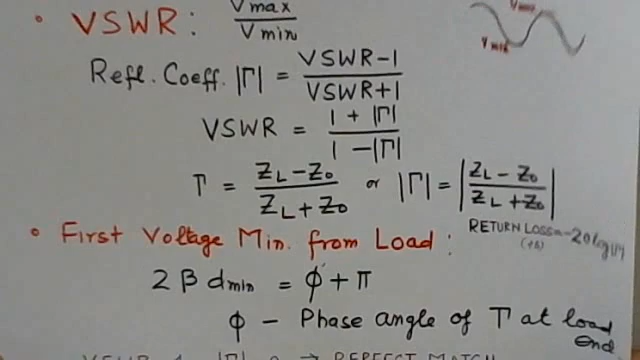 • VSWR : Vmax / Vmin
Vmax
Vmin
Refl. Coeff. |Γ| = VSWR-1 / VSWR+1
VSWR = 1 + |Γ| / 1 - |Γ|
Γ = ZL - Z0 / ZL + Z0 or |Γ| = | ZL - Z0 / ZL + Z0 |
RETURN LOSS = -20 log |Γ|
• First Voltage Min. from Load :
2 β dmin = φ + π
φ - Phase angle of Γ at load end
PERFECT MATCH